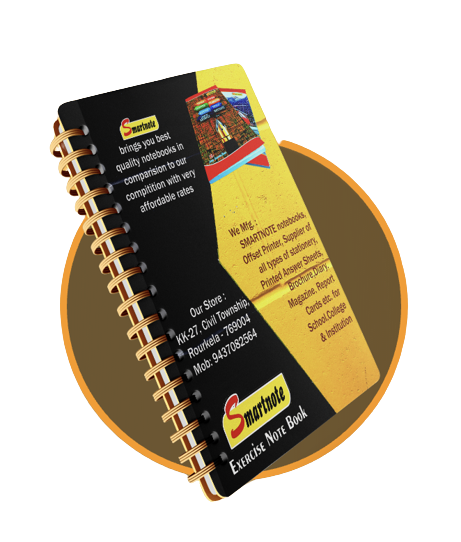 Smartnote
brings you best
quality notebooks in
comparision to our
compitition with very
affordable rates
We Mfg. :
SMARTNOTE notebooks,
Offset Printer, Supplier of
all types of stationery,
Printed Answer Sheets,
Brochure, Diary,
Magazine, Report
Cards etc. for
School, College
& Institution
Our Store :
KK-27, Civil Township,
Rourkela - 769004
Mob: 9437082564
Smartnote
EXERCISE NOTE BOOK